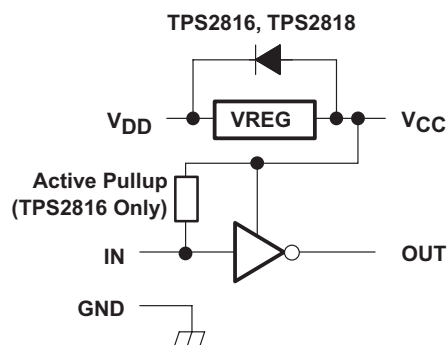 TPS2816, TPS2818
VDD
VREG
VCC
Active Pullup
(TPS2816 Only)
IN
OUT
GND